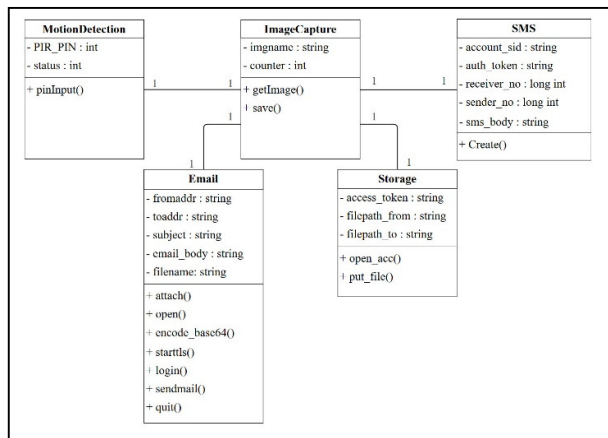 MotionDetection
- PIR_PIN : int
- status : int
+ pinInput()
ImageCapture
- imgname : string
- counter : int
+ getImage()
+ save()
SMS
- account_sid : string
- auth_token : string
- receiver_no : long int
- sender_no : long int
- sms_body : string
+ Create()
1
1
1
1
1
1
1
1
Email
- fromaddr : string
- toaddr : string
- subject : string
- email_body : string
- filename: string
+ attach()
+ open()
+ encode_base64()
+ starttls()
+ login()
+ sendmail()
+ quit()
Storage
- access_token : string
- filepath_from : string
- filepath_to : string
+ open_acc()
+ put_file()